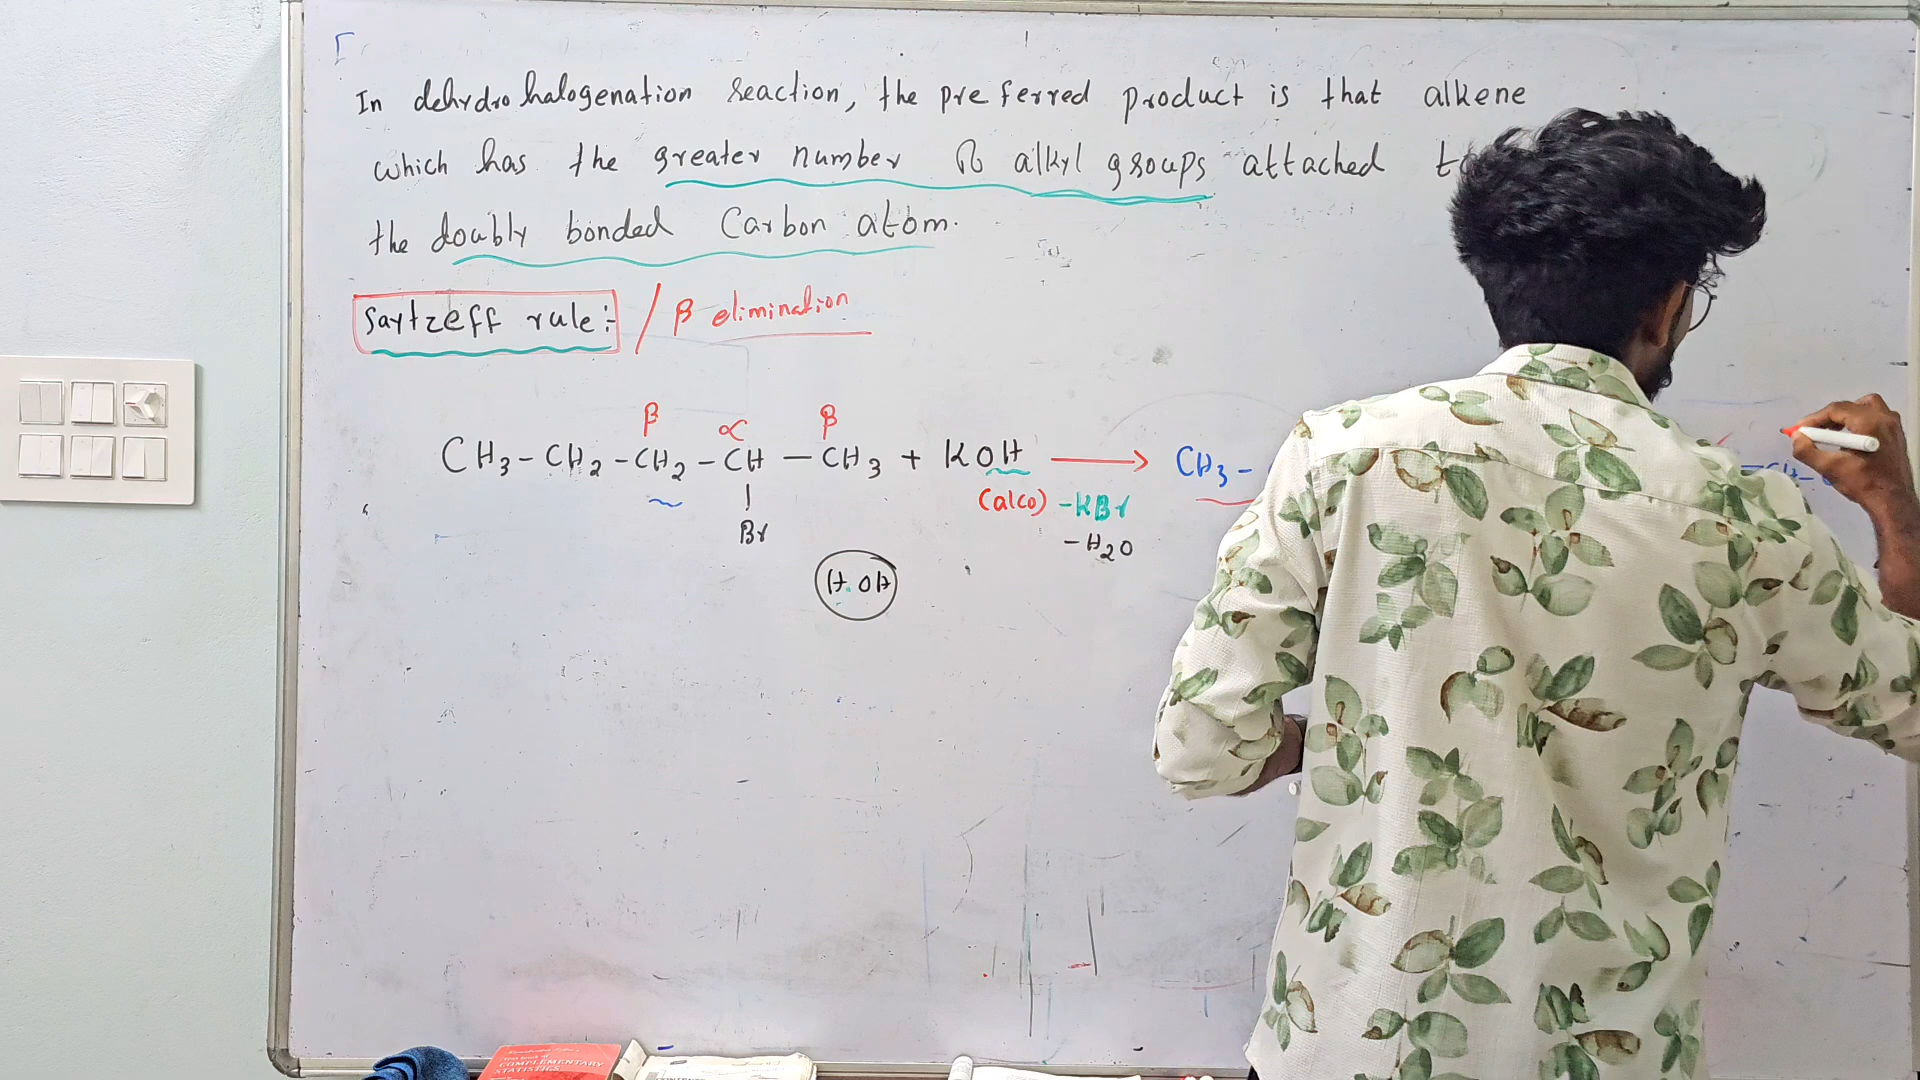 In dehydrohalogenation reaction, the preferred product is that alkene
which has the greater number of alkyl groups attached
the doubly bonded Carbon atom.
Saytzeff rule:- / β elimination
β α β
CH3-CH2-CH2-CH-CH3 + KOH ⟶ CH3-
| (alco) -KBr
Br -H2O
H.OH
COMPLEMENTARY
STATISTICS